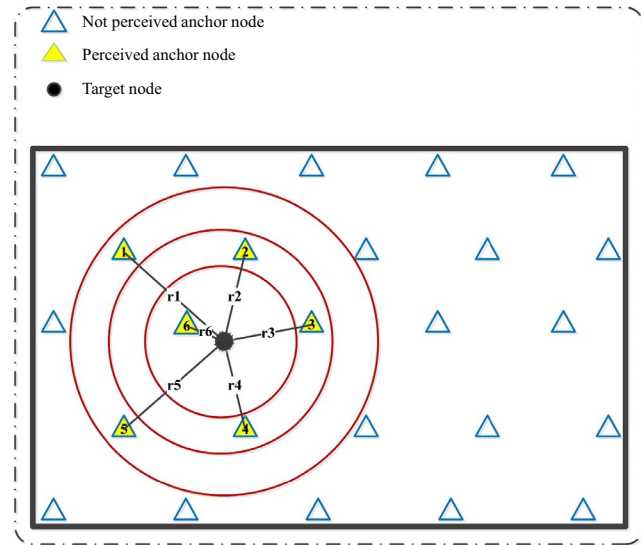 Not perceived anchor node
Perceived anchor node
Target node
1
2
r1
r2
6
r6
r3
3
r5
r4
5
4